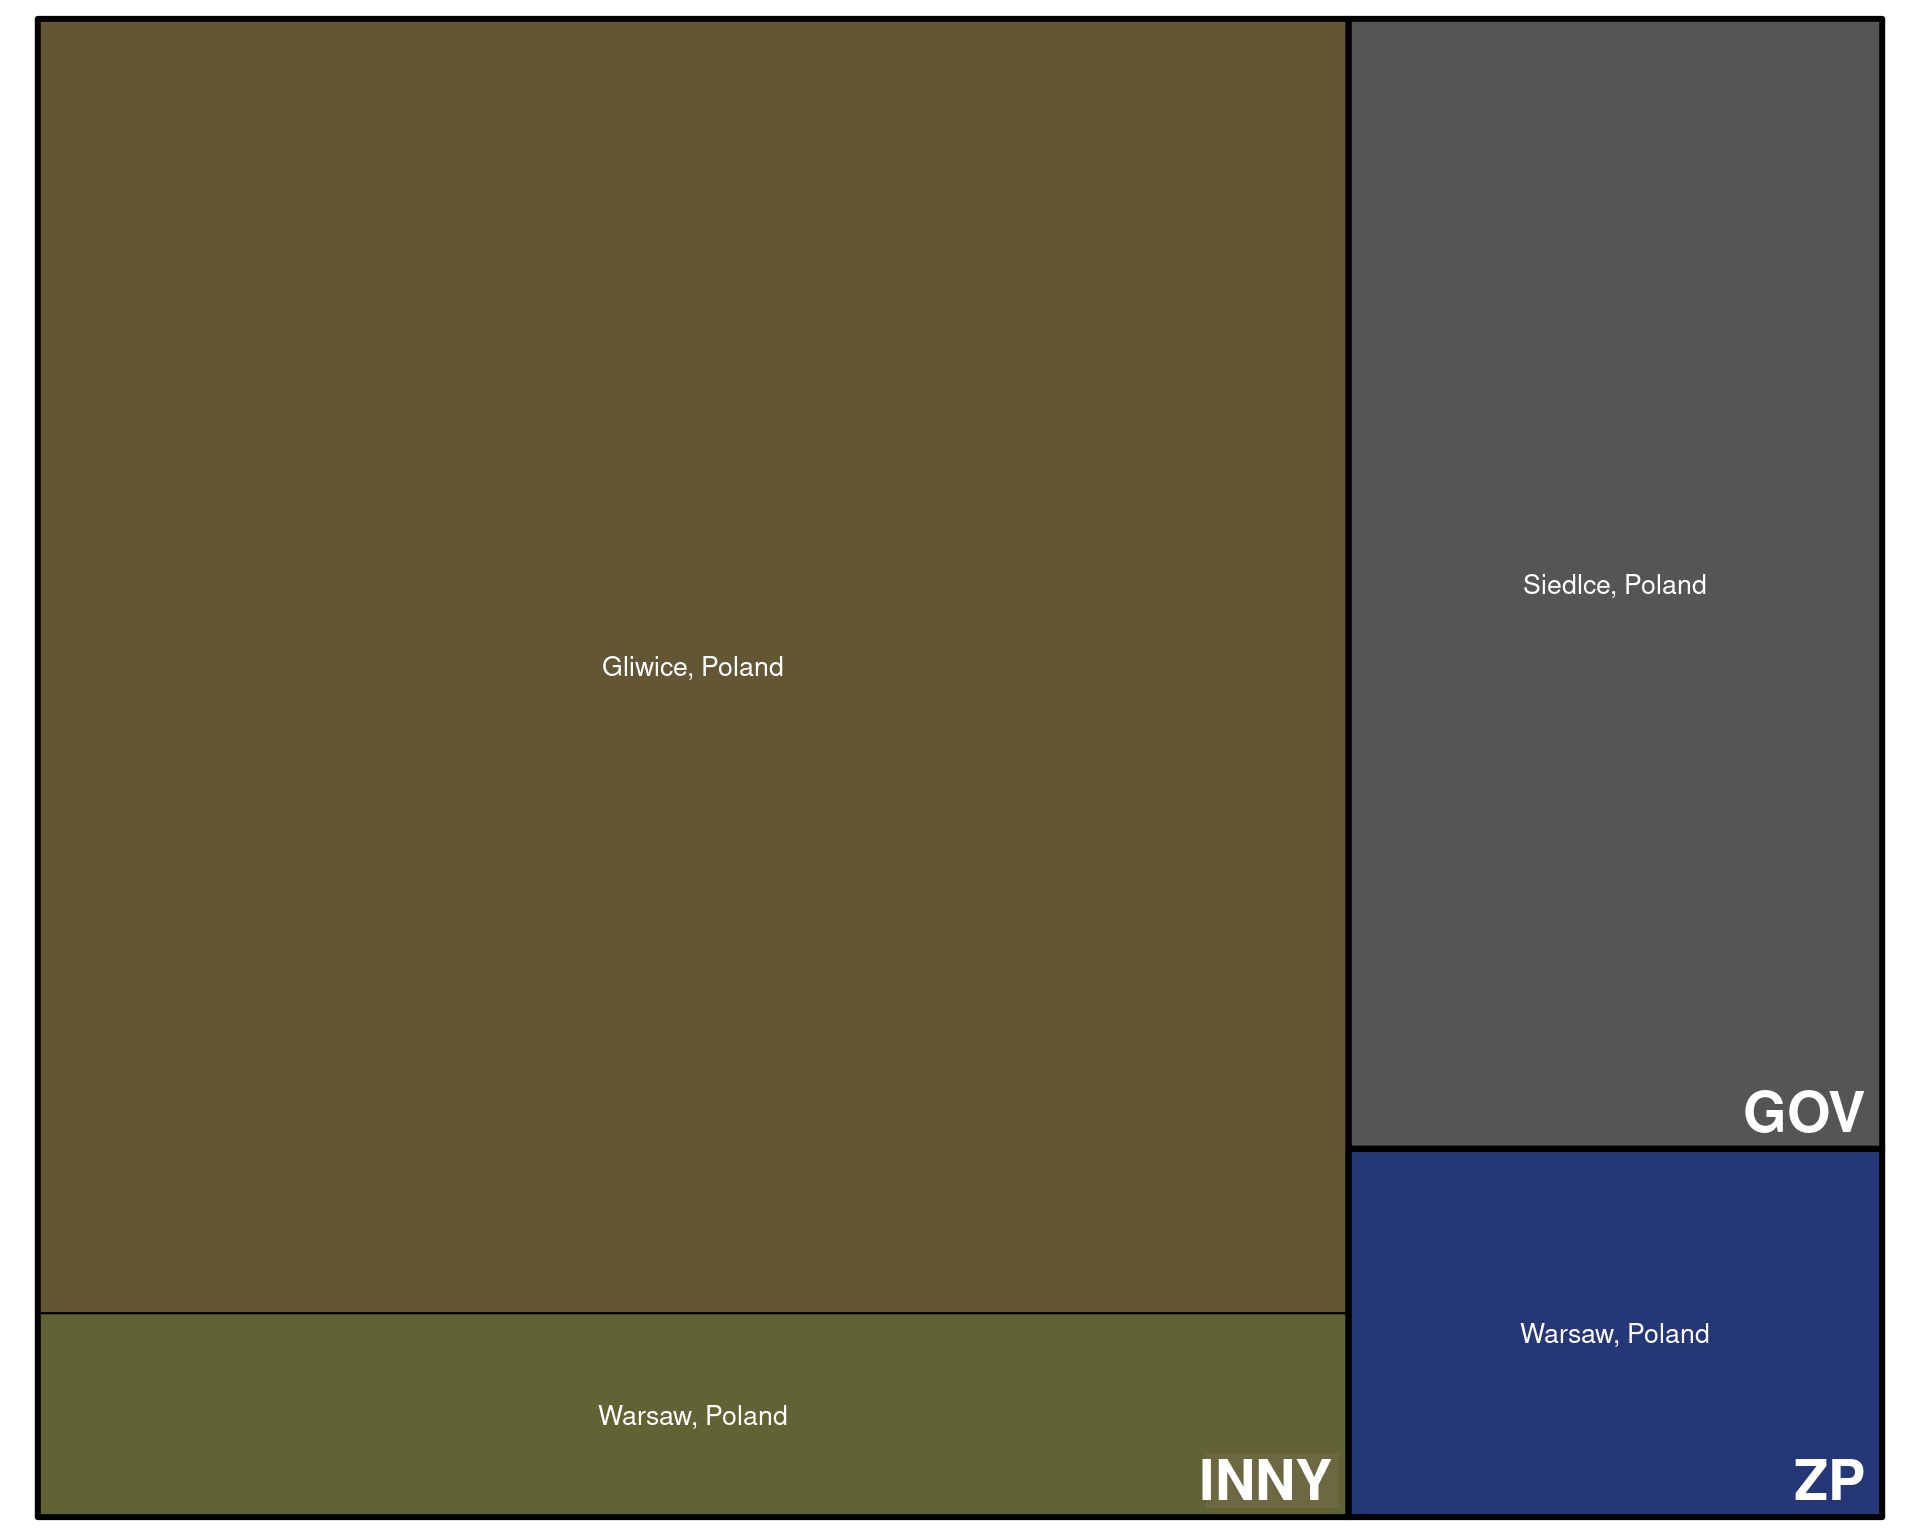 Gliwice, Poland
Warsaw, Poland
INNY
Siedlce, Poland
GOV
Warsaw, Poland
ZP